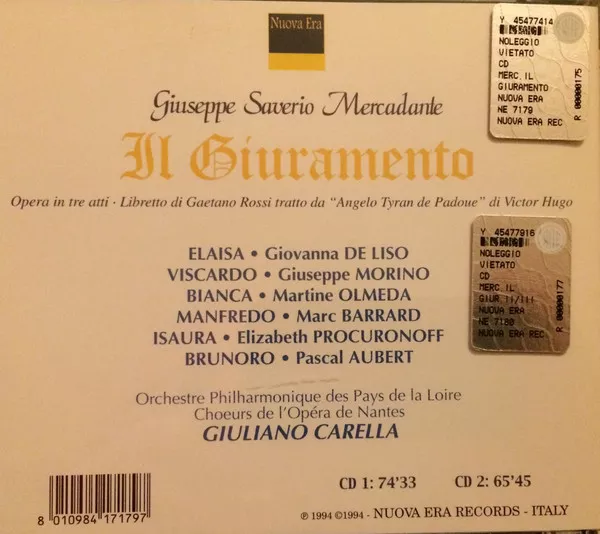 Nuova Era
Giuseppe Saverio Mercadante
Il Giuramento
Opera in tre atti · Libretto di Gaetano Rossi tratto da "Angelo Tyran de Padoue" di Victor Hugo
ELAISA • Giovanna DE LISO
VISCARDO • Giuseppe MORINO
BIANCA • Martine OLMEDA
MANFREDO • Marc BARRARD
ISAURA • Elizabeth PROCURONOFF
BRUNORO • Pascal AUBERT
Orchestre Philharmonique des Pays de la Loire
Choeurs de l'Opéra de Nantes
GIULIANO CARELLA
CD 1: 74'33 CD 2: 65'45
8 010984 171797
℗ 1994 ©1994 - NUOVA ERA RECORDS - ITALY
Y 45477414
NOLEGGIO
VIETATO
CD
MERC.IL
GIURAMENTO
NUOVA ERA
NE 7179
NUOVA ERA REC
R 00000175
Y 45477916
NOLEGGIO
VIETATO
CD
MERC.IL
GIUR.II/III
NUOVA ERA
NE 7180
NUOVA ERA REC
R 00000177